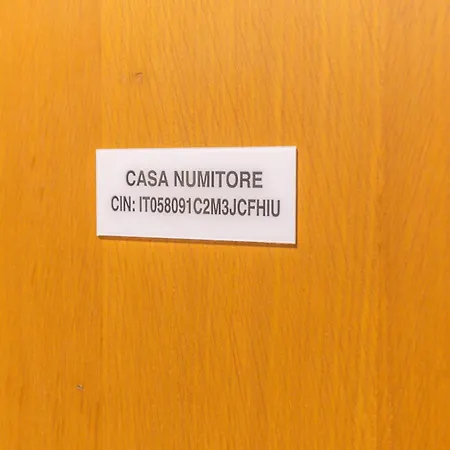 CASA NUMITORE
CIN: IT058091C2M3JCFHIU